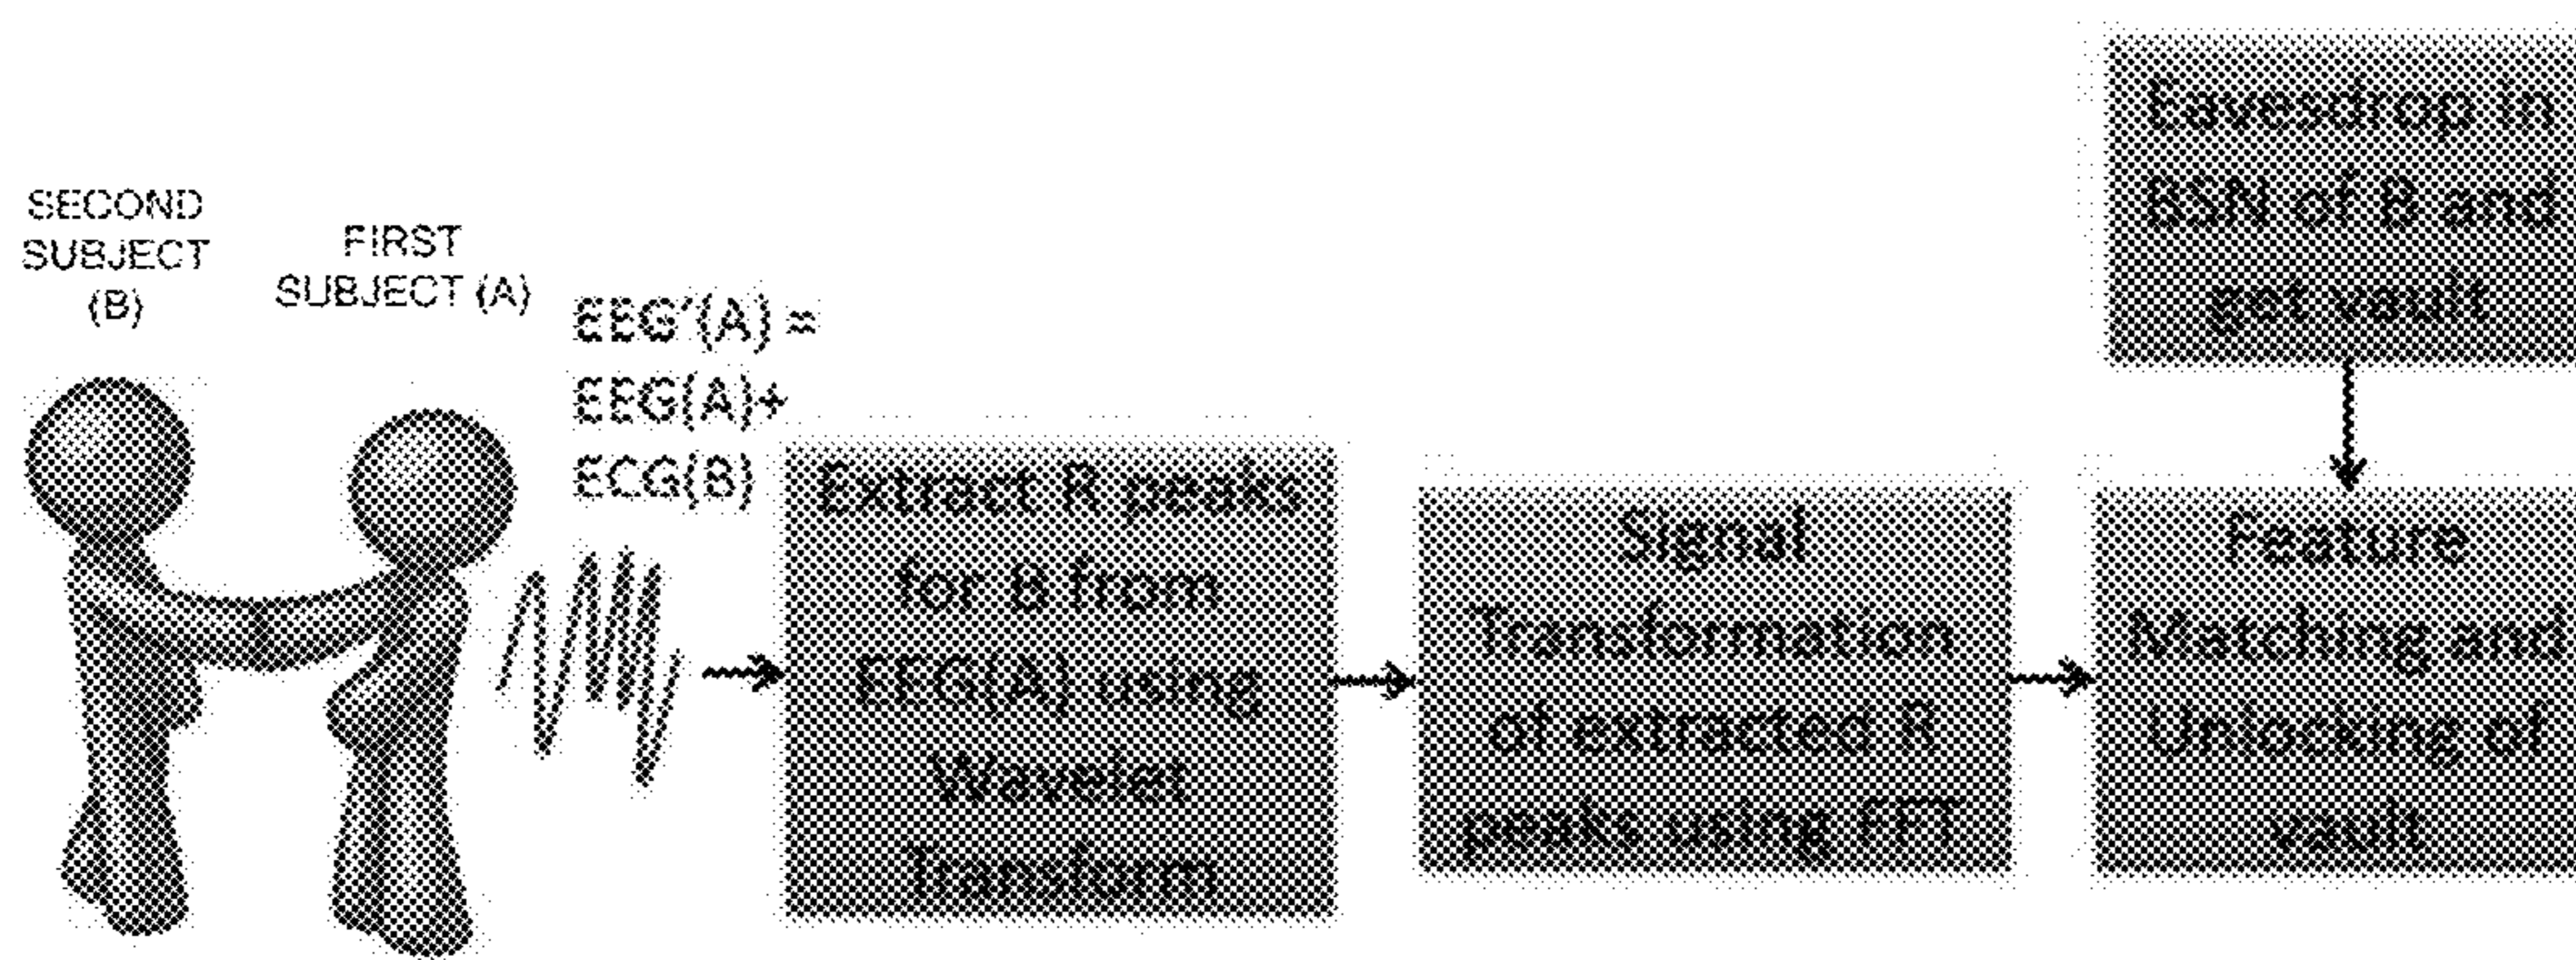 SECOND
SUBJECT
(B)
FIRST
SUBJECT (A)
EEG'(A) =
EEG(A)+
ECG(B)
Extract R peaks
for B from
EEG(A) using
Wavelet
Transform
Signal
Transformation
of extracted R
peaks using FFT
Eavesdrop in
BSN of B and
get vault
Feature
Matching and
Unlocking of
vault